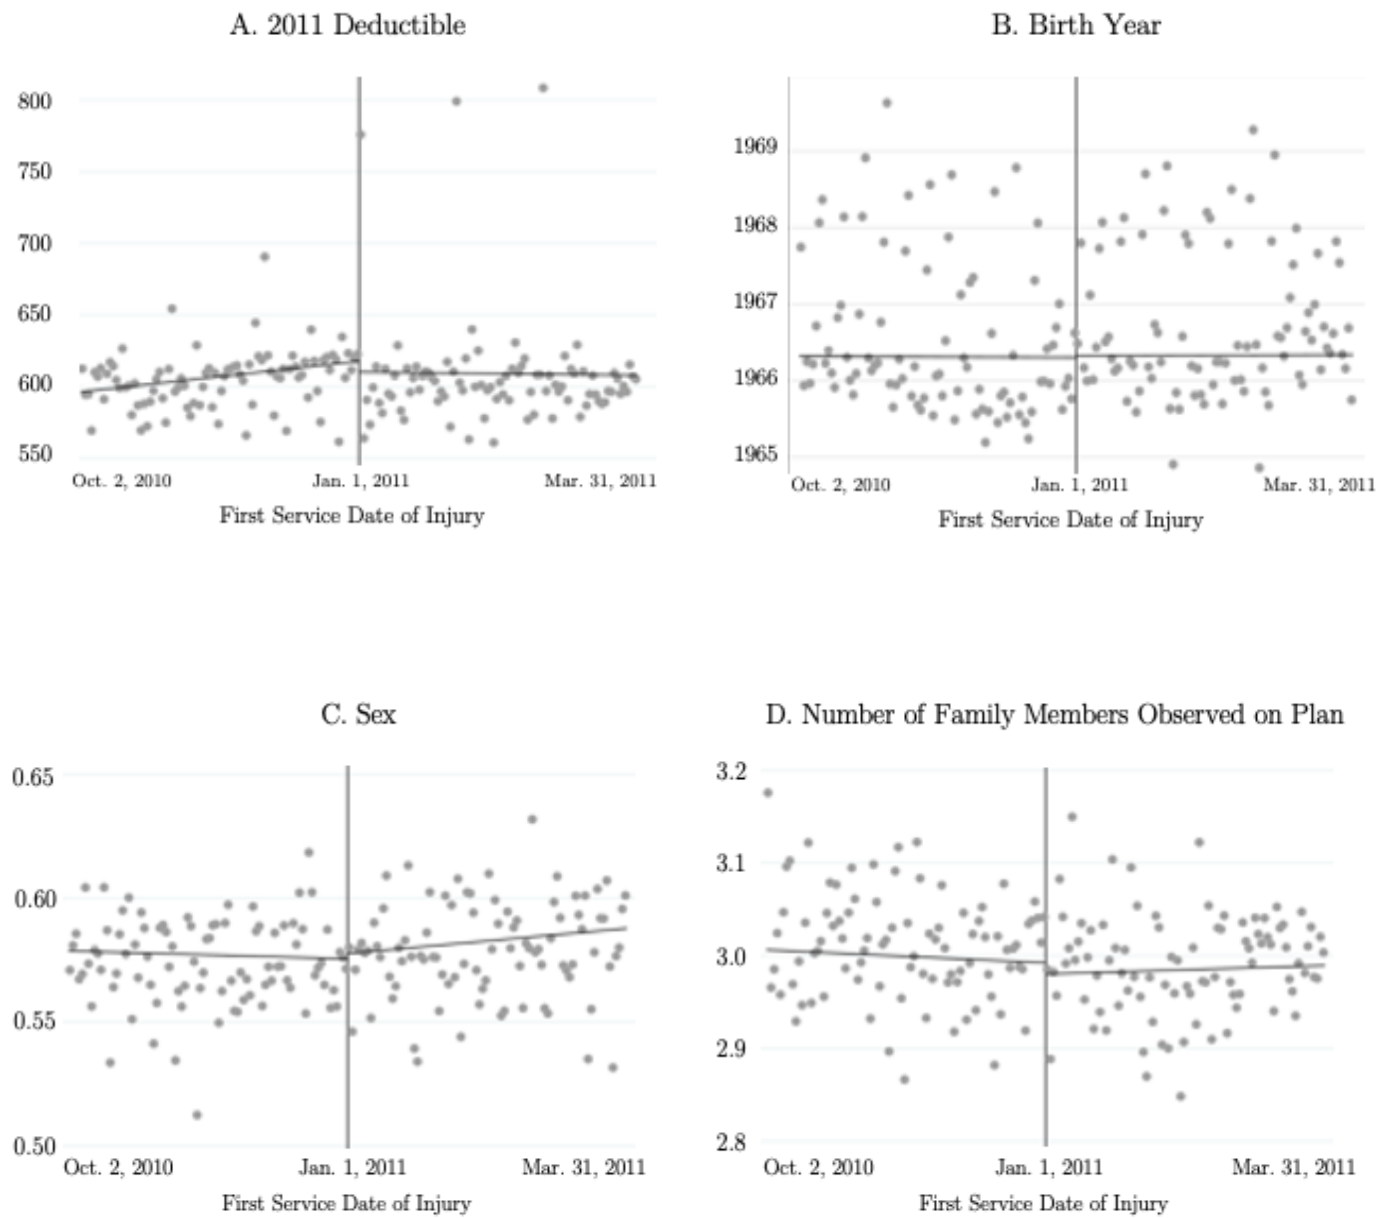 A. 2011 Deductible
800
750
700
650
600
550
Oct. 2, 2010 Jan. 1, 2011 Mar. 31, 2011
First Service Date of Injury
B. Birth Year
1969
1968
1967
1966
1965
Oct. 2, 2010 Jan. 1, 2011 Mar. 31, 2011
First Service Date of Injury
C. Sex
0.65
0.60
0.55
0.50
Oct. 2, 2010 Jan. 1, 2011 Mar. 31, 2011
First Service Date of Injury
D. Number of Family Members Observed on Plan
3.2
3.1
3.0
2.9
2.8
Oct. 2, 2010 Jan. 1, 2011 Mar. 31, 2011
First Service Date of Injury